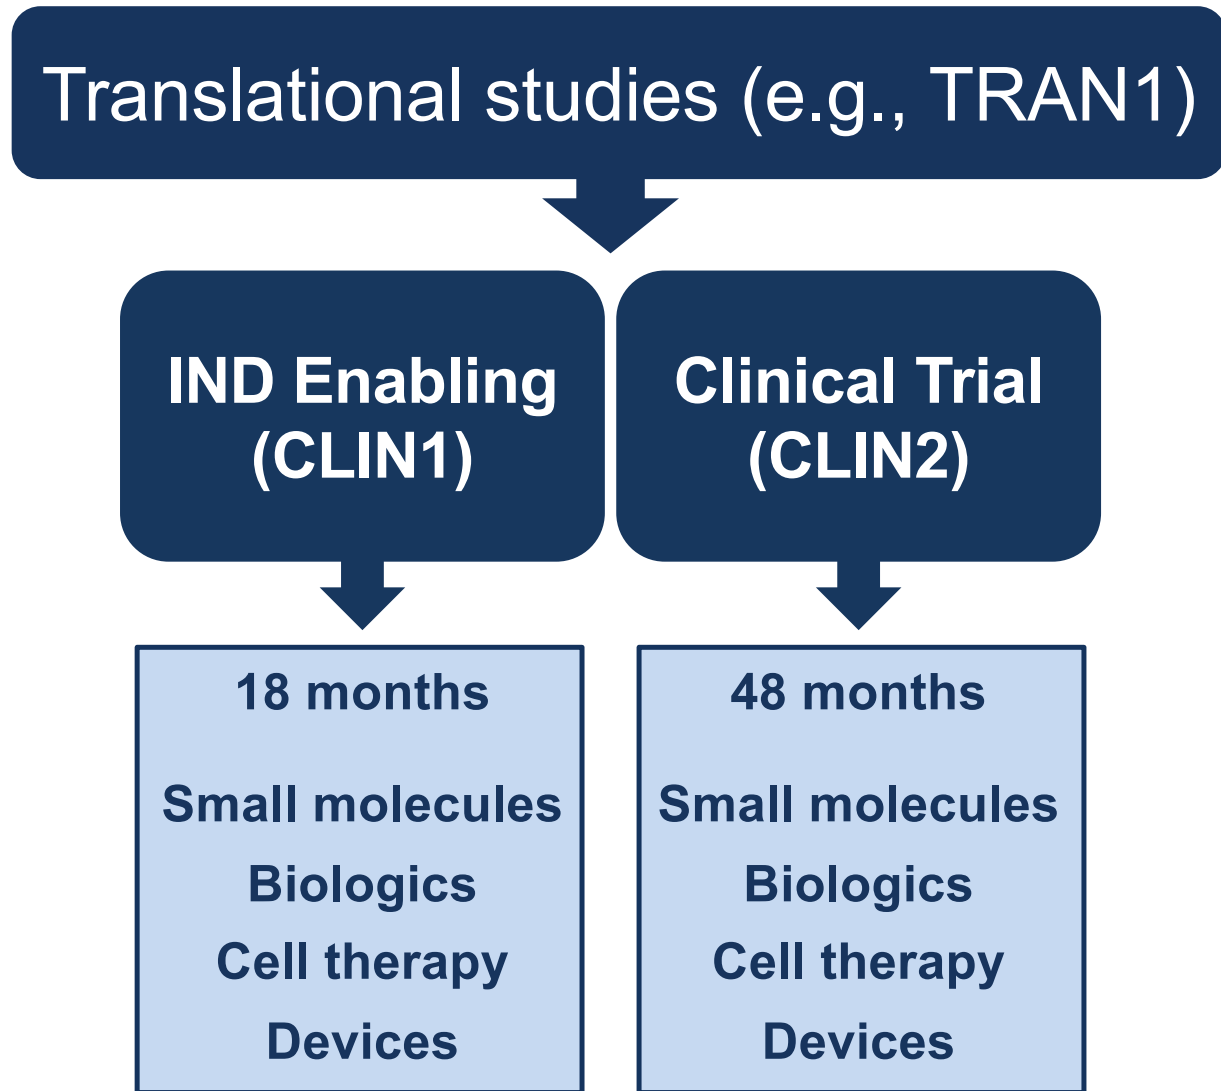 Translational studies (e.g., TRAN1)
IND Enabling
(CLIN1)
Clinical Trial
(CLIN2)
18 months
Small molecules
Biologics
Cell therapy
Devices
48 months
Small molecules
Biologics
Cell therapy
Devices